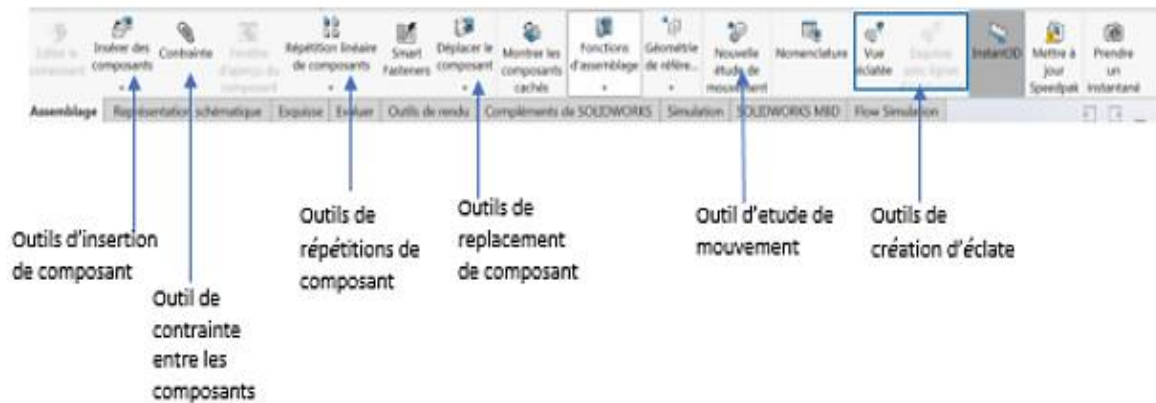 Editer le
composant
Insérer des
composants
Contrainte
Fenêtre
d'aperçu du
composant
Répétition linéaire
de composants
Smart
Fasteners
Déplacer le
composant
Montrer les
composants
cachés
Fonctions
d'assemblage
Géométrie
de référe...
Nouvelle
étude de
mouvement
Nomenclature
Vue
éclatée
Esquisse
avec lignes
Instant3D
Mettre à
jour
Speedpak
Prendre
un
instantané
Assemblage Représentation schématique Esquisse Evaluer Outils de rendu Compléments de SOLIDWORKS Simulation SOLIDWORKS MBD Flow Simulation
Outils d'insertion
de composant
Outil de
contrainte
entre les
composants
Outils de
répétitions de
composant
Outils de
replacement
de composant
Outil d'etude de
mouvement
Outils de
création d'éclate